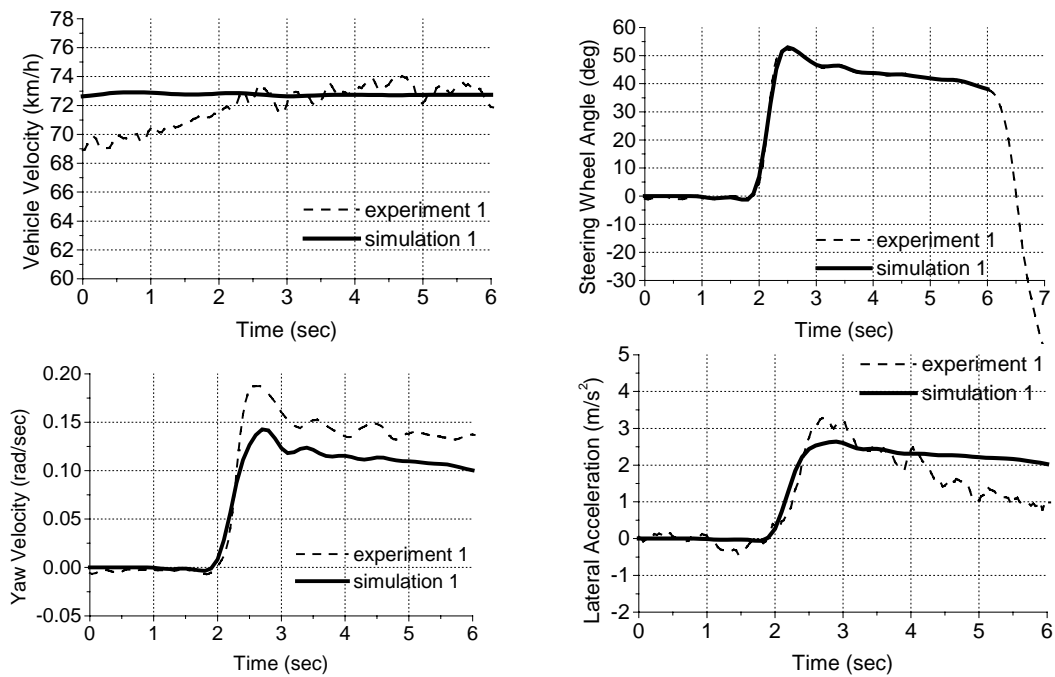 78
76
74
72
70
68
66
64
62
60
Vehicle Velocity (km/h)
experiment 1
simulation 1
0 1 2 3 4 5 6
Time (sec)
60
50
40
30
20
10
0
-10
-20
-30
Steering Wheel Angle (deg)
experiment 1
simulation 1
0 1 2 3 4 5 6 7
Time (sec)
0.20
0.15
0.10
0.05
0.00
-0.05
Yaw Velocity (rad/sec)
experiment 1
simulation 1
0 1 2 3 4 5 6
Time (sec)
5
4
3
2
1
0
-1
-2
Lateral Acceleration (m/s²)
experiment 1
simulation 1
0 1 2 3 4 5 6
Time (sec)